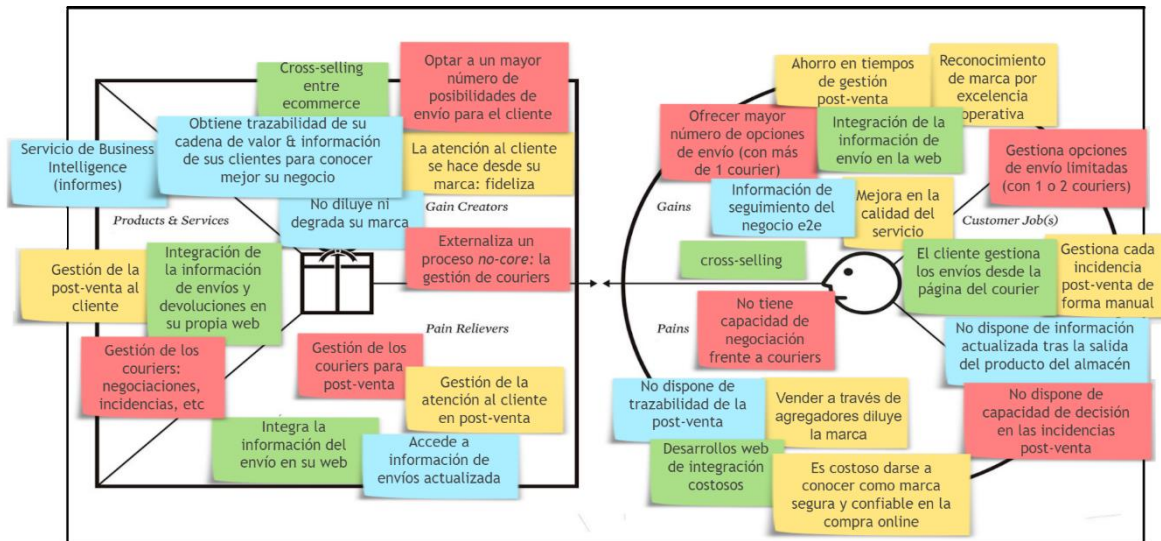 Cross-selling
entre
ecommerce
Optar a un mayor
número de
posibilidades de
envío para el cliente
Obtiene trazabilidad de su
cadena de valor & información
de sus clientes para conocer
mejor su negocio
Servicio de Business
Intelligence
(informes)
La atención al cliente
se hace desde su
marca: fideliza
No diluye ni
degrada su marca
Products & Services
Gain Creators
Integración de
la información
de envíos y
devoluciones en
su propia web
Gestión de la
post-venta al
cliente
Externaliza un
proceso no-core: la
gestión de couriers
Pain Relievers
Gestión de los
couriers:
negociaciones,
incidencias, etc
Gestión de los
couriers para
post-venta
Gestión de la
atención al cliente
en post-venta
Integra la
información del
envío en su web
Accede a
información de
envíos actualizada
Ahorro en tiempos
de gestión
post-venta
Reconocimiento
de marca por
excelencia
operativa
Ofrecer mayor
número de opciones
de envío (con más
de 1 courier)
Integración de la
información de
envío en la web
Gestiona opciones
de envío limitadas
(con 1 o 2 couriers)
Gains
Información de
seguimiento del
negocio e2e
Mejora en la
calidad del
servicio
Customer Job(s)
cross-selling
El cliente gestiona
los envíos desde la
página del courier
Gestiona cada
incidencia
post-venta de
forma manual
No tiene
capacidad de
negociación
frente a couriers
Pains
No dispone de información
actualizada tras la salida
del producto del almacén
No dispone de
trazabilidad de la
post-venta
Vender a través de
agregadores diluye
la marca
No dispone de
capacidad de decisión
en las incidencias
post-venta
Desarrollos web
de integración
costosos
Es costoso darse a
conocer como marca
segura y confiable en la
compra online